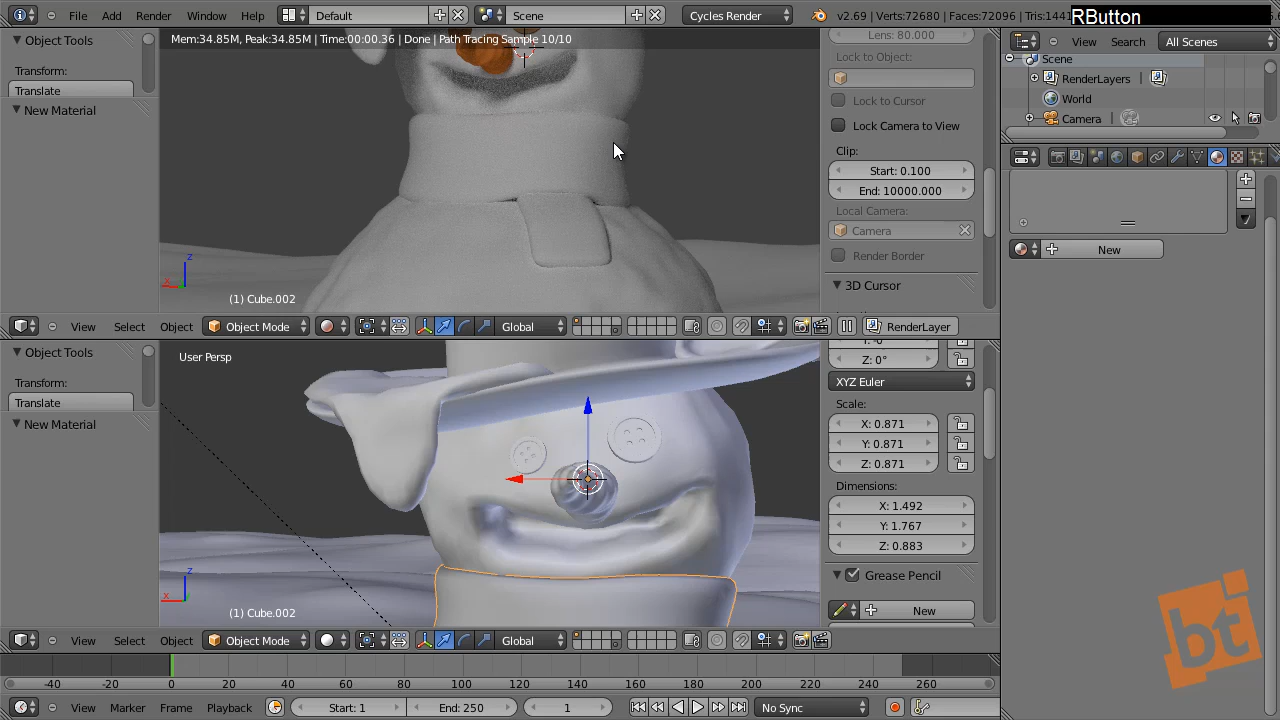 File Add Render Window Help Default Scene Cycles Render v2.69 | Verts:72680 | Faces:72096 | Tris:1441
RButton
Mem:34.85M, Peak:34.85M | Time:00:00.36 | Done | Path Tracing Sample 10/10
Object Tools
Transform:
Translate
New Material
(1) Cube.002
View Select Object Object Mode Global RenderLayer
Lens: 80.000
Lock to Object:
Lock to Cursor
Lock Camera to View
Clip:
Start: 0.100
End: 10000.000
Local Camera:
Camera
Render Border
3D Cursor
View Search All Scenes
Scene
RenderLayers |
World
Camera |
New
Object Tools
Transform:
Translate
New Material
User Persp
(1) Cube.002
Z: 0°
XYZ Euler
Scale:
X: 0.871
Y: 0.871
Z: 0.871
Dimensions:
X: 1.492
Y: 1.767
Z: 0.883
Grease Pencil
New
View Select Object Object Mode Global
-40 -20 0 20 40 60 80 100 120 140 160 180 200 220 240 260
View Marker Frame Playback Start: 1 End: 250 1 No Sync
bt
x
z
x
z